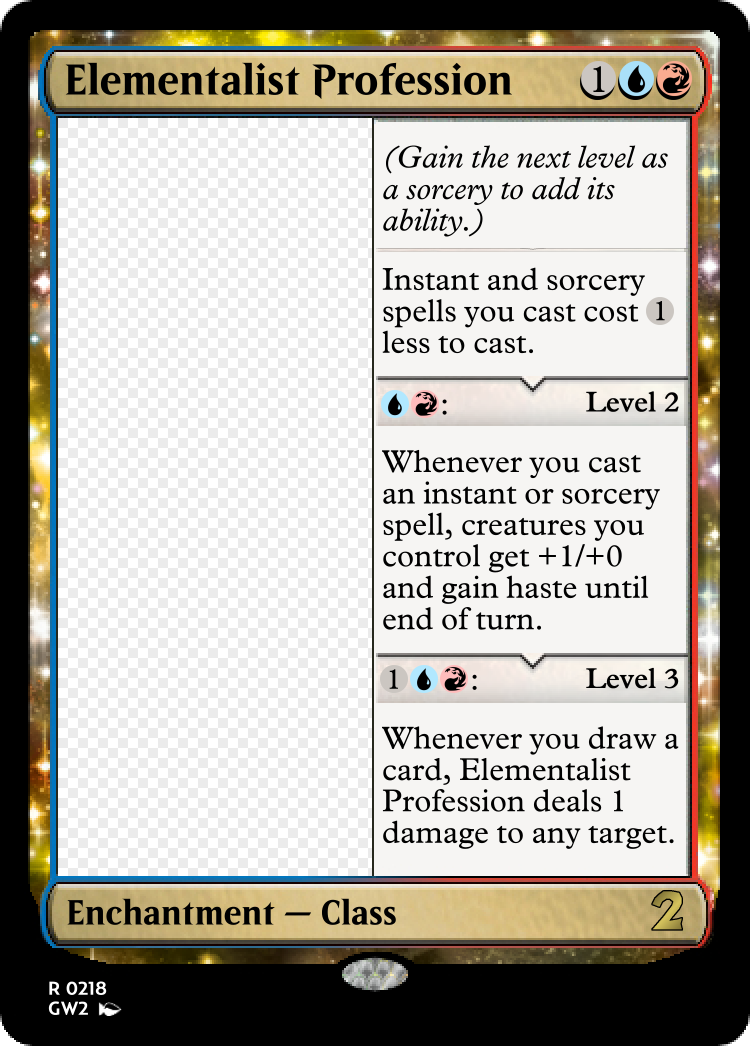 Elementalist Profession 1
(Gain the next level as
a sorcery to add its
ability.)
Instant and sorcery
spells you cast cost 1
less to cast.
: Level 2
Whenever you cast
an instant or sorcery
spell, creatures you
control get +1/+0
and gain haste until
end of turn.
1 : Level 3
Whenever you draw a
card, Elementalist
Profession deals 1
damage to any target.
Enchantment — Class 2
R 0218
GW2